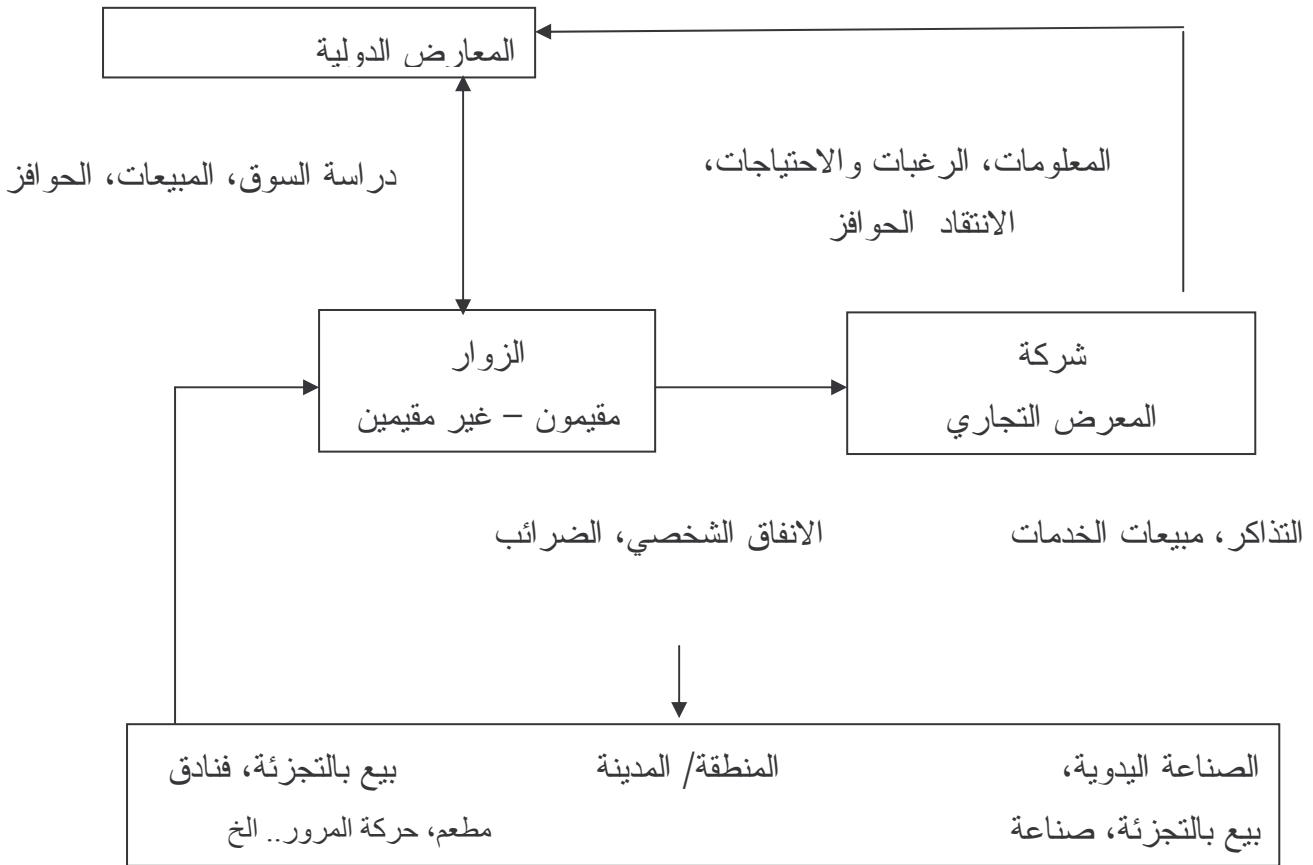 المعارض الدولية
المعلومات، الرغبات والاحتياجات،
الانتقاد الحوافز
دراسة السوق، المبيعات، الحوافز
شركة
المعرض التجاري
الزوار
مقيمون – غير مقيمين
التذاكر، مبيعات الخدمات
الانفاق الشخصي، الضرائب
الصناعة اليدوية،
بيع بالتجزئة، صناعة
المنطقة/ المدينة
بيع بالتجزئة، فنادق
مطعم، حركة المرور.. الخ